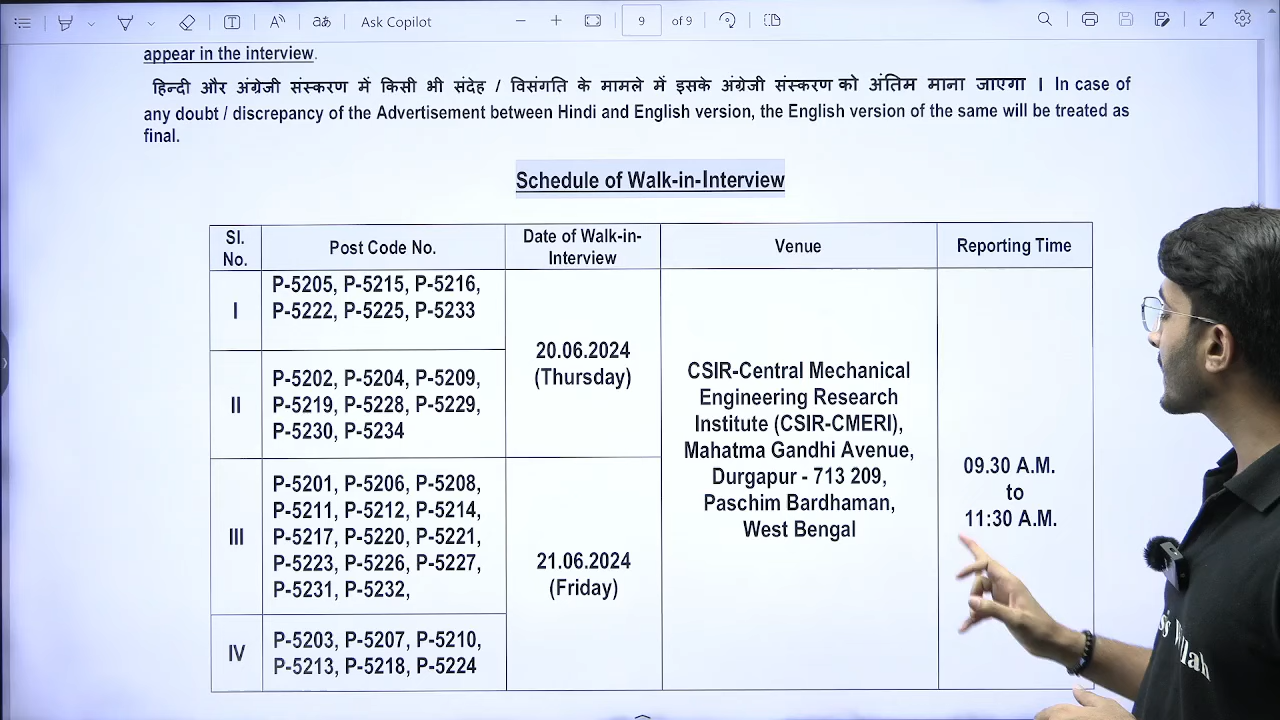 Ask Copilot
9
of 9
appear in the interview.
हिन्दी और अंग्रेजी संस्करण में किसी भी संदेह / विसंगति के मामले में इसके अंग्रेजी संस्करण को अंतिम माना जाएगा । In case of
any doubt / discrepancy of the Advertisement between Hindi and English version, the English version of the same will be treated as
final.
Schedule of Walk-in-Interview
Sl.
No.
Post Code No.
Date of Walk-in-
Interview
Venue
Reporting Time
I
P-5205, P-5215, P-5216,
P-5222, P-5225, P-5233
II
P-5202, P-5204, P-5209,
P-5219, P-5228, P-5229,
P-5230, P-5234
20.06.2024
(Thursday)
III
P-5201, P-5206, P-5208,
P-5211, P-5212, P-5214,
P-5217, P-5220, P-5221,
P-5223, P-5226, P-5227,
P-5231, P-5232,
IV
P-5203, P-5207, P-5210,
P-5213, P-5218, P-5224
21.06.2024
(Friday)
CSIR-Central Mechanical
Engineering Research
Institute (CSIR-CMERI),
Mahatma Gandhi Avenue,
Durgapur - 713 209,
Paschim Bardhaman,
West Bengal
09.30 A.M.
to
11:30 A.M.